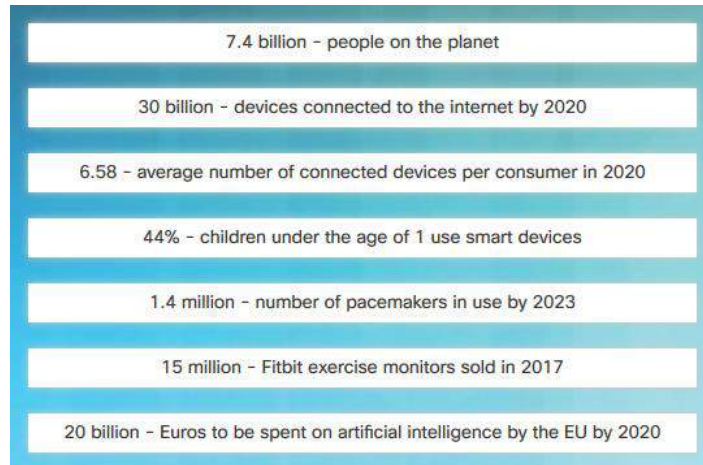 7.4 billion - people on the planet
30 billion - devices connected to the internet by 2020
6.58 - average number of connected devices per consumer in 2020
44% - children under the age of 1 use smart devices
1.4 million - number of pacemakers in use by 2023
15 million - Fitbit exercise monitors sold in 2017
20 billion - Euros to be spent on artificial intelligence by the EU by 2020